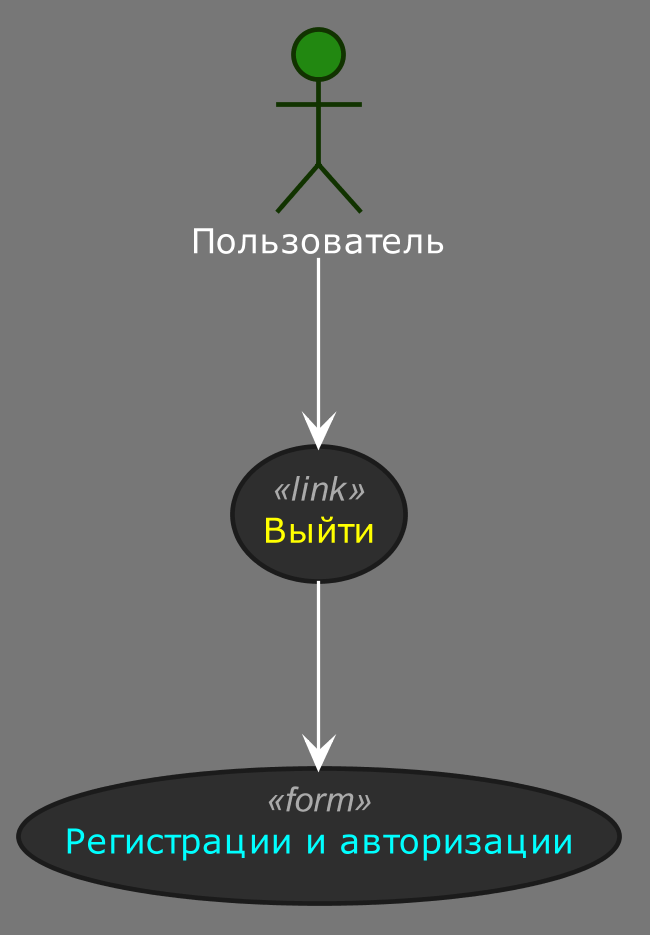 Пользователь
«link»
Выйти
«form»
Регистрации и авторизации